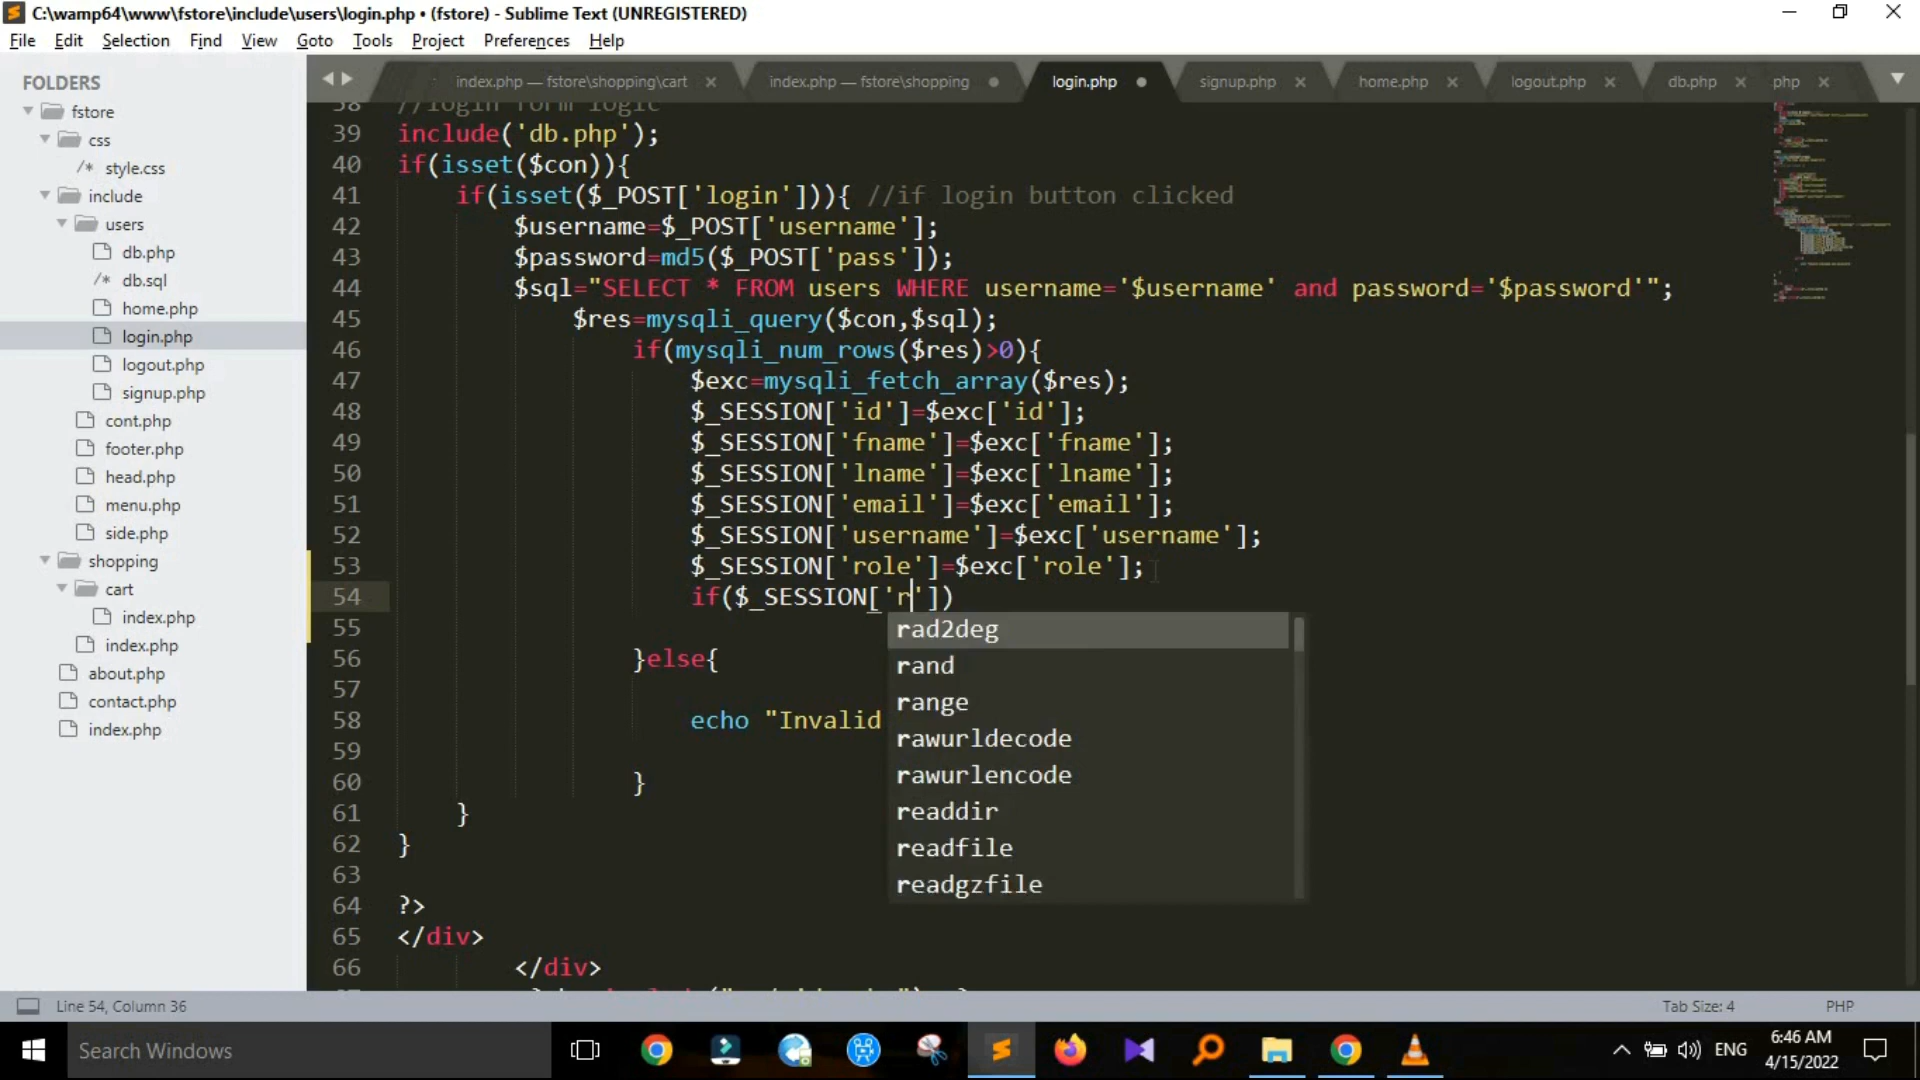 C:\wamp64\www\fstore\include\users\login.php • (fstore) - Sublime Text (UNREGISTERED)
File Edit Selection Find View Goto Tools Project Preferences Help
FOLDERS
fstore
css
/* style.css
include
users
db.php
/* db.sql
home.php
login.php
logout.php
signup.php
cont.php
footer.php
head.php
menu.php
side.php
shopping
cart
index.php
index.php
about.php
contact.php
index.php
index.php — fstore\shopping\cart index.php — fstore\shopping login.php signup.php home.php logout.php db.php php
38 //login form logic
39 include('db.php');
40 if(isset($con)){
41 if(isset($_POST['login'])){ //if login button clicked
42 $username=$_POST['username'];
43 $password=md5($_POST['pass']);
44 $sql="SELECT * FROM users WHERE username='$username' and password='$password'";
45 $res=mysqli_query($con,$sql);
46 if(mysqli_num_rows($res)>0){
47 $exc=mysqli_fetch_array($res);
48 $_SESSION['id']=$exc['id'];
49 $_SESSION['fname']=$exc['fname'];
50 $_SESSION['lname']=$exc['lname'];
51 $_SESSION['email']=$exc['email'];
52 $_SESSION['username']=$exc['username'];
53 $_SESSION['role']=$exc['role'];
54 if($_SESSION['r'])
55
56 }else{
57
58 echo "Invalid
59
60 }
61 }
62 }
63
64 ?>
65 </div>
66 </div>
rad2deg
rand
range
rawurldecode
rawurlencode
readdir
readfile
readgzfile
Line 54, Column 36
Tab Size: 4
PHP
Search Windows
ENG
6:46 AM
4/15/2022